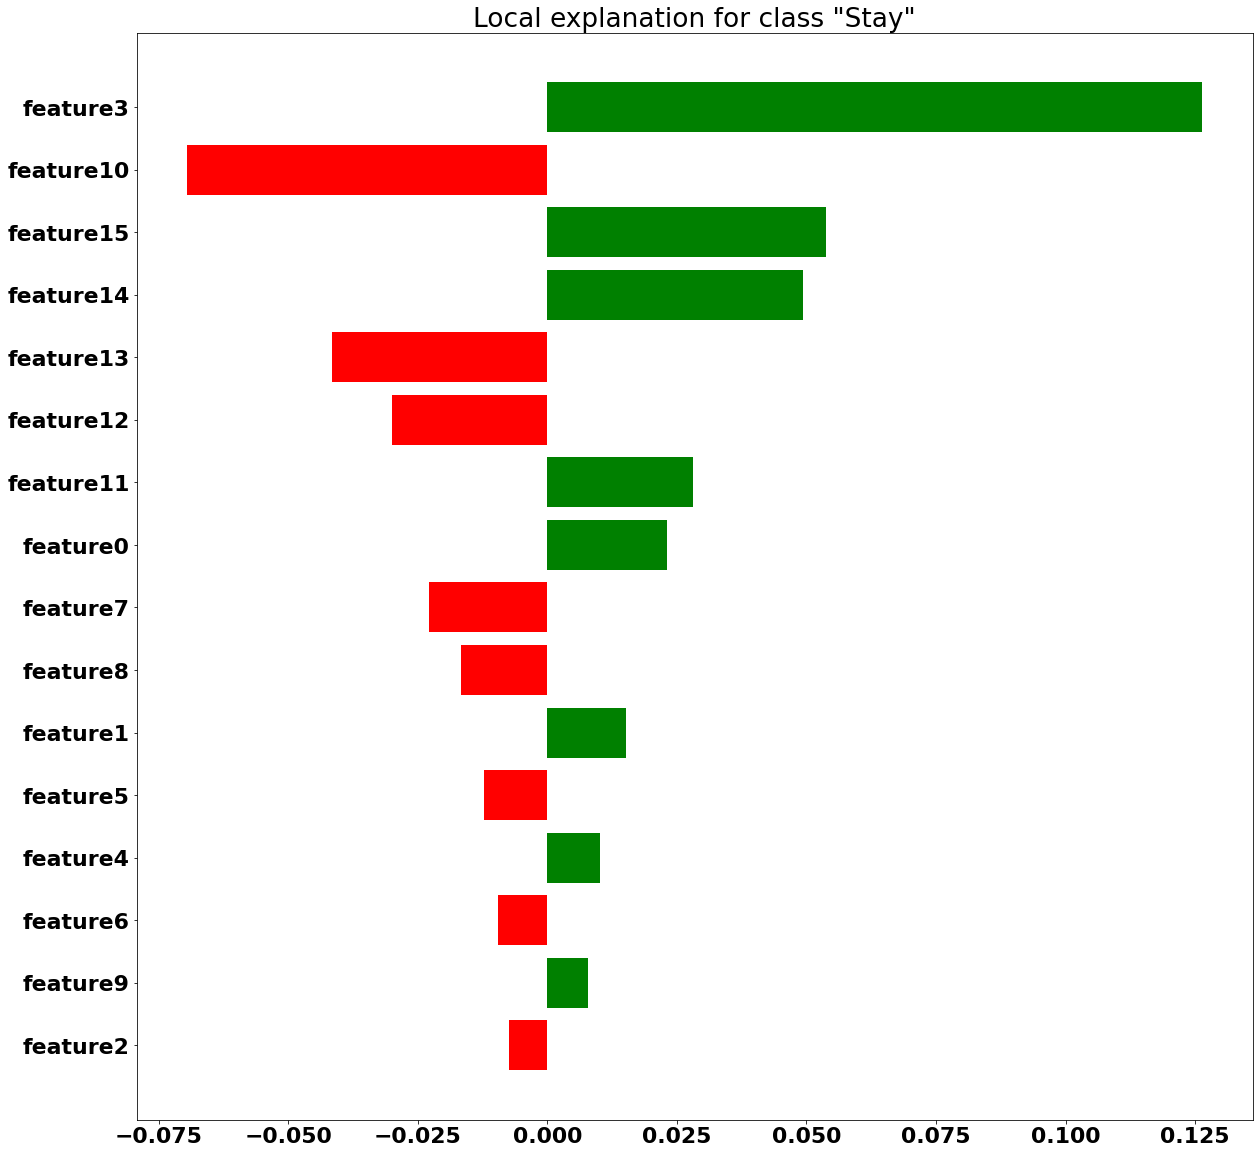 Local explanation for class "Stay"
feature3
feature10
feature15
feature14
feature13
feature12
feature11
feature0
feature7
feature8
feature1
feature5
feature4
feature6
feature9
feature2
−0.075 −0.050 −0.025 0.000 0.025 0.050 0.075 0.100 0.125